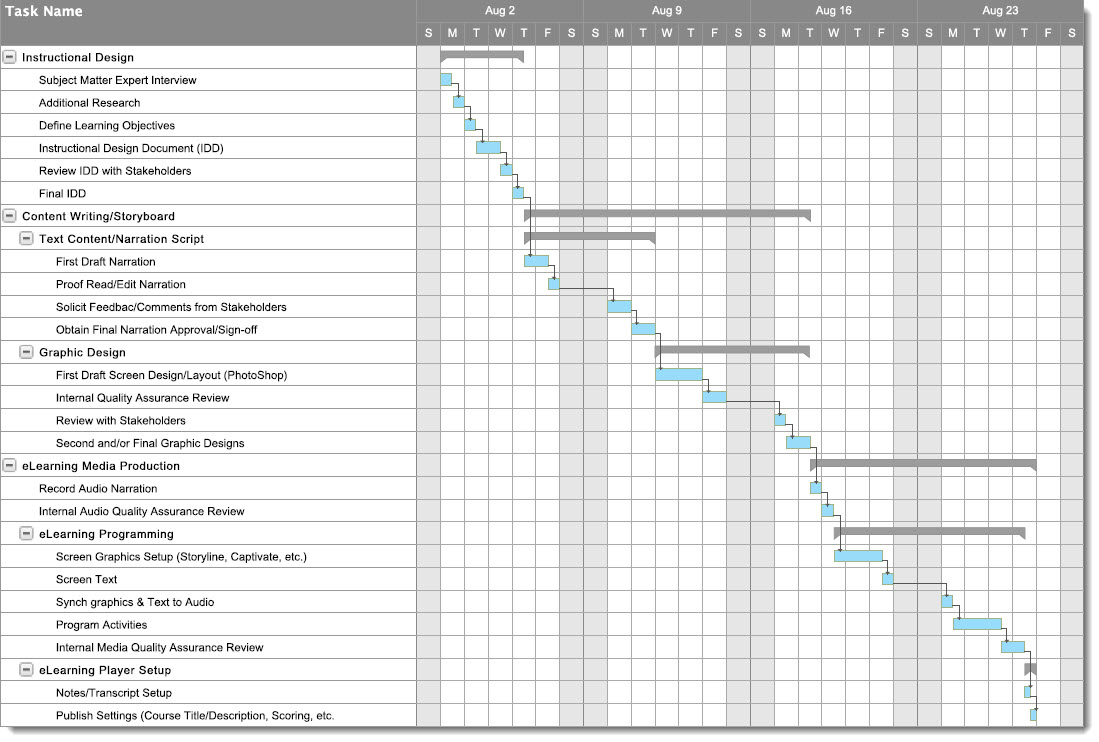 Task Name
Aug 2 Aug 9 Aug 16 Aug 23
S M T W T F S S M T W T F S S M T W T F S S M T W T F S
Instructional Design
Subject Matter Expert Interview
Additional Research
Define Learning Objectives
Instructional Design Document (IDD)
Review IDD with Stakeholders
Final IDD
Content Writing/Storyboard
Text Content/Narration Script
First Draft Narration
Proof Read/Edit Narration
Solicit Feedbac/Comments from Stakeholders
Obtain Final Narration Approval/Sign-off
Graphic Design
First Draft Screen Design/Layout (PhotoShop)
Internal Quality Assurance Review
Review with Stakeholders
Second and/or Final Graphic Designs
eLearning Media Production
Record Audio Narration
Internal Audio Quality Assurance Review
eLearning Programming
Screen Graphics Setup (Storyline, Captivate, etc.)
Screen Text
Synch graphics & Text to Audio
Program Activities
Internal Media Quality Assurance Review
eLearning Player Setup
Notes/Transcript Setup
Publish Settings (Course Title/Description, Scoring, etc.